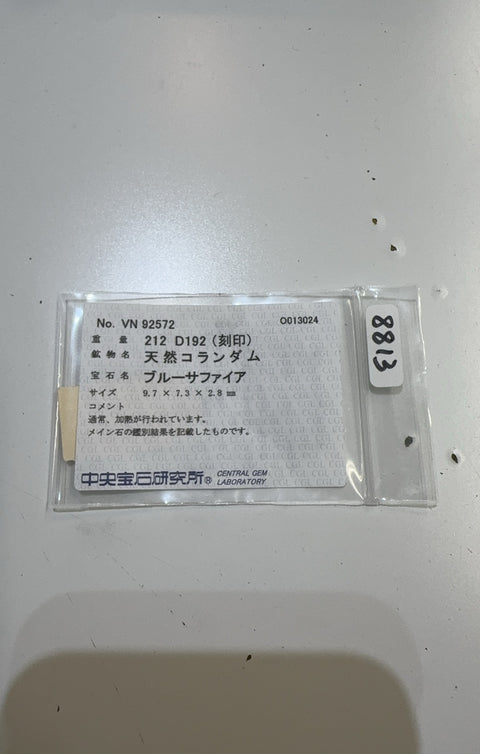 No. VN 92572
O013024
重 量 212 D192 (刻印)
鉱 物 名 天然コランダム
宝 石 名 ブルーサファイア
サイズ 9.7 × 7.3 × 2.8 ㎜
コメント
通常、加熱が行われています。
メイン石の鑑別結果を記載したものです。
中央宝石研究所® CENTRAL GEM LABORATORY
8813